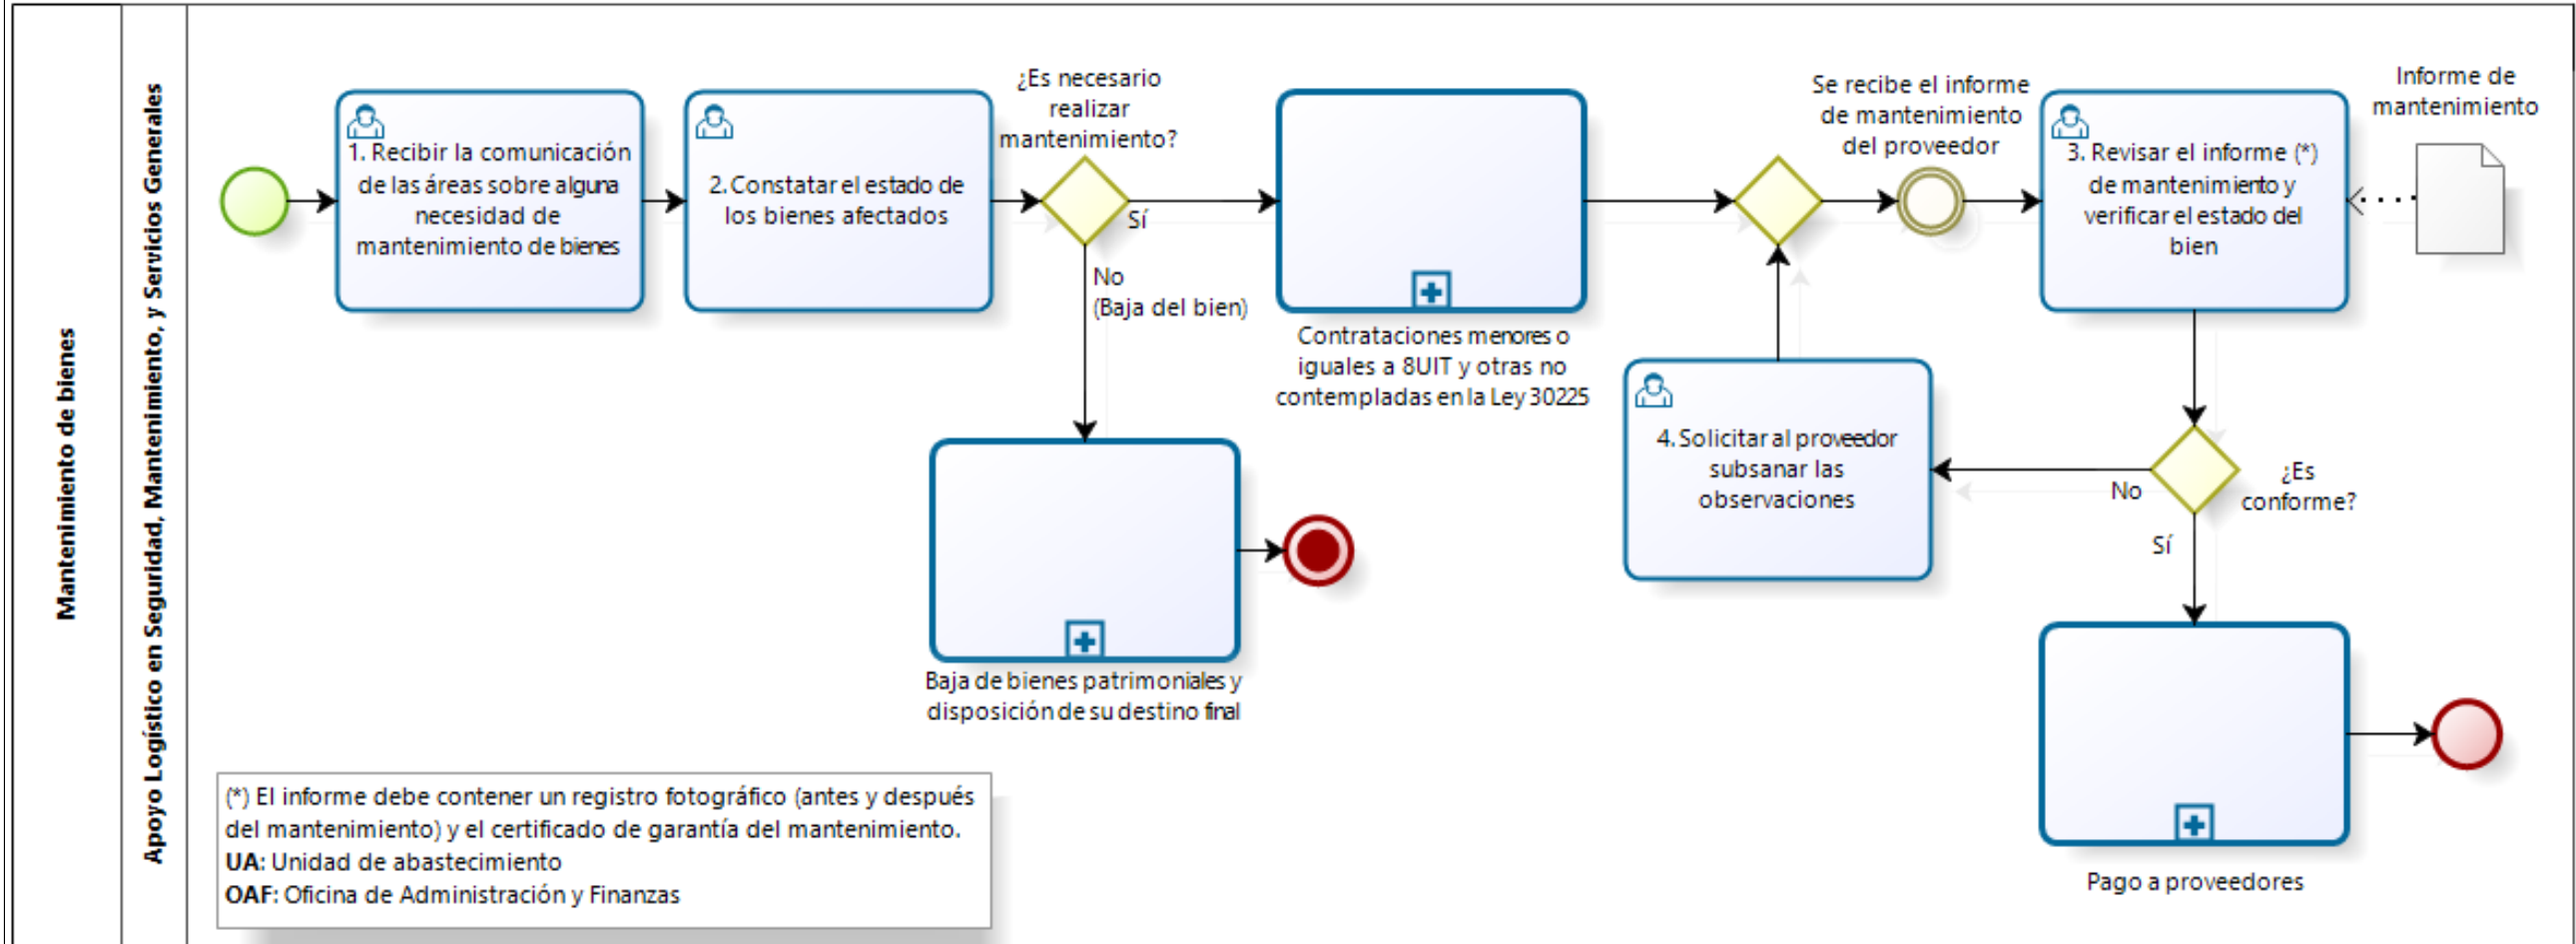 Mantenimiento de bienes
Apoyo Logístico en Seguridad, Mantenimiento, y Servicios Generales
1. Recibir la comunicación
de las áreas sobre alguna
necesidad de
mantenimiento de bienes
2. Constatar el estado de
los bienes afectados
¿Es necesario
realizar
mantenimiento?
Sí
No
(Baja del bien)
Contrataciones menores o
iguales a 8UIT y otras no
contempladas en la Ley 30225
Baja de bienes patrimoniales y
disposición de su destino final
Se recibe el informe
de mantenimiento
del proveedor
3. Revisar el informe (*)
de mantenimiento y
verificar el estado del
bien
Informe de
mantenimiento
4. Solicitar al proveedor
subsanar las
observaciones
No
¿Es
conforme?
Sí
Pago a proveedores
(*) El informe debe contener un registro fotográfico (antes y después
del mantenimiento) y el certificado de garantía del mantenimiento.
UA: Unidad de abastecimiento
OAF: Oficina de Administración y Finanzas